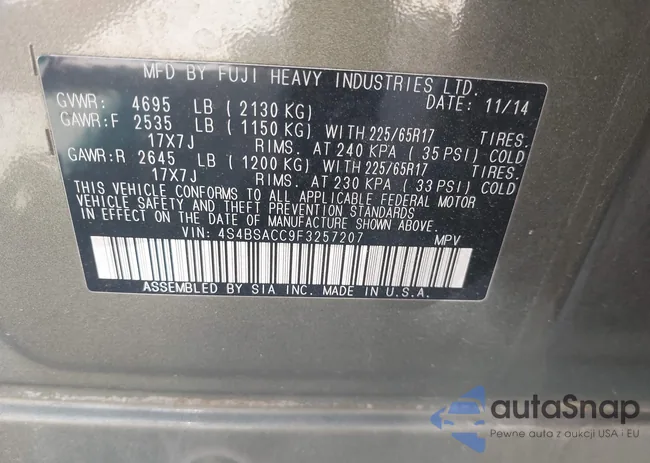 MFD BY FUJI HEAVY INDUSTRIES LTD.
GVWR: 4695 LB (2130 KG) DATE: 11/14
GAWR:F 2535 LB (1150 KG) WITH 225/65R17 TIRES.
17X7J RIMS. AT 240 KPA (35 PSI) COLD
GAWR:R 2645 LB (1200 KG) WITH 225/65R17 TIRES.
17X7J RIMS. AT 230 KPA (33 PSI) COLD
THIS VEHICLE CONFORMS TO ALL APPLICABLE FEDERAL MOTOR
VEHICLE SAFETY AND THEFT PREVENTION STANDARDS
IN EFFECT ON THE DATE OF MANUFACTURE SHOWN ABOVE.
VIN: 4S4BSACC9F3257207 MPV
ASSEMBLED BY SIA INC. MADE IN U.S.A.
autaSnap
Pewne auta z aukcji USA i EU